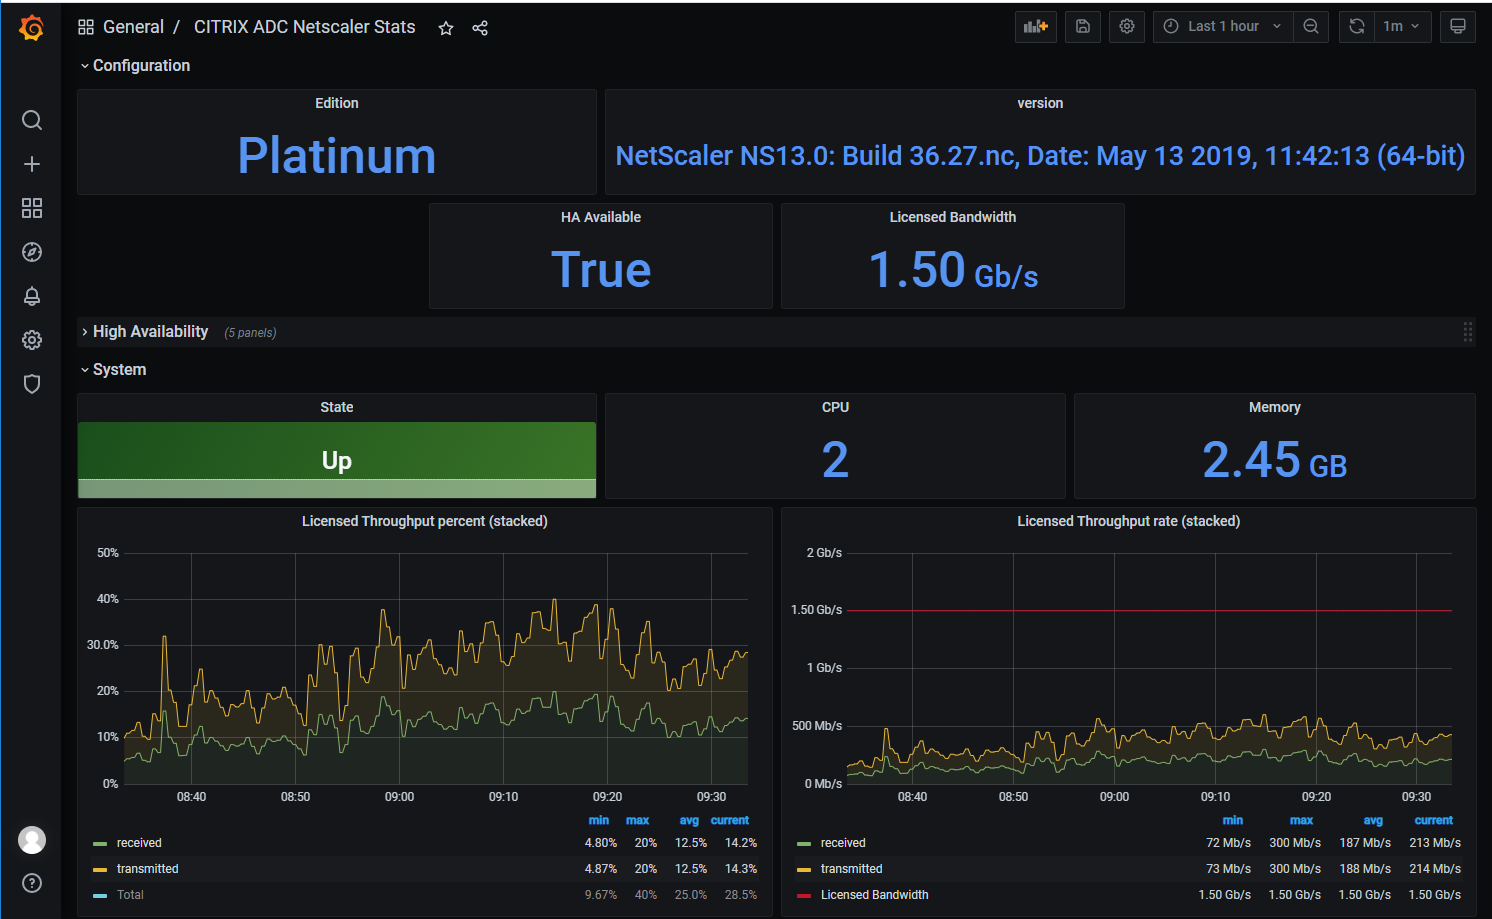 General / CITRIX ADC Netscaler Stats
Last 1 hour
1m
Configuration
Edition
version
Platinum
NetScaler NS13.0: Build 36.27.nc, Date: May 13 2019, 11:42:13 (64-bit)
HA Available
Licensed Bandwidth
True
1.50 Gb/s
High Availability (5 panels)
System
State
CPU
Memory
Up
2
2.45 GB
Licensed Throughput percent (stacked)
50%
40%
30.0%
20%
10%
0%
08:40 08:50 09:00 09:10 09:20 09:30
min max avg current
received 4.80% 20% 12.5% 14.2%
transmitted 4.87% 20% 12.5% 14.3%
Total 9.67% 40% 25.0% 28.5%
Licensed Throughput rate (stacked)
2 Gb/s
1.50 Gb/s
1 Gb/s
500 Mb/s
0 Mb/s
08:40 08:50 09:00 09:10 09:20 09:30
min max avg current
received 72 Mb/s 300 Mb/s 187 Mb/s 213 Mb/s
transmitted 73 Mb/s 300 Mb/s 188 Mb/s 214 Mb/s
Licensed Bandwidth 1.50 Gb/s 1.50 Gb/s 1.50 Gb/s 1.50 Gb/s